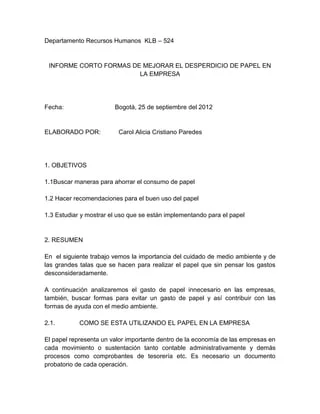 Departamento Recursos Humanos KLB – 524
INFORME CORTO FORMAS DE MEJORAR EL DESPERDICIO DE PAPEL EN
LA EMPRESA
Fecha: Bogotá, 25 de septiembre del 2012
ELABORADO POR: Carol Alicia Cristiano Paredes
1. OBJETIVOS
1.1Buscar maneras para ahorrar el consumo de papel
1.2 Hacer recomendaciones para el buen uso del papel
1.3 Estudiar y mostrar el uso que se están implementando para el papel
2. RESUMEN
En el siguiente trabajo vemos la importancia del cuidado de medio ambiente y de
las grandes talas que se hacen para realizar el papel que sin pensar los gastos
desconsideradamente.
A continuación analizaremos el gasto de papel innecesario en las empresas,
también, buscar formas para evitar un gasto de papel y así contribuir con las
formas de ayuda con el medio ambiente.
2.1. COMO SE ESTA UTILIZANDO EL PAPEL EN LA EMPRESA
El papel representa un valor importante dentro de la economía de las empresas en
cada movimiento o sustentación tanto contable administrativamente y demás
procesos como comprobantes de tesorería etc. Es necesario un documento
probatorio de cada operación.